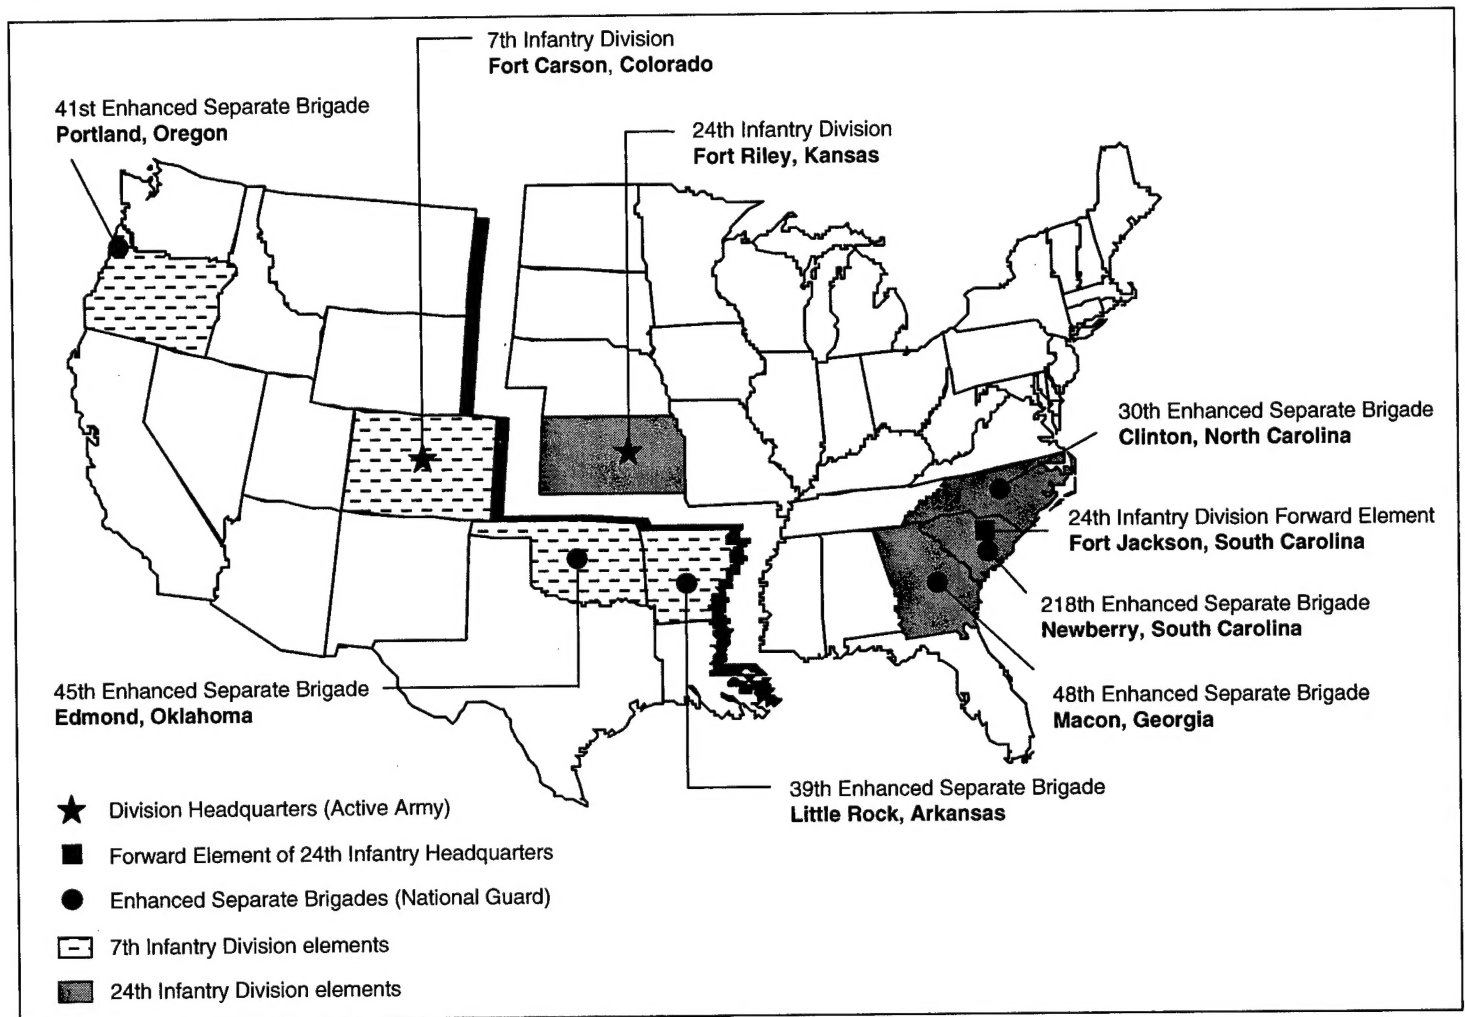 7th Infantry Division
Fort Carson, Colorado
41st Enhanced Separate Brigade
Portland, Oregon
24th Infantry Division
Fort Riley, Kansas
30th Enhanced Separate Brigade
Clinton, North Carolina
24th Infantry Division Forward Element
Fort Jackson, South Carolina
218th Enhanced Separate Brigade
Newberry, South Carolina
45th Enhanced Separate Brigade
Edmond, Oklahoma
48th Enhanced Separate Brigade
Macon, Georgia
39th Enhanced Separate Brigade
Little Rock, Arkansas
Division Headquarters (Active Army)
Forward Element of 24th Infantry Headquarters
Enhanced Separate Brigades (National Guard)
7th Infantry Division elements
24th Infantry Division elements